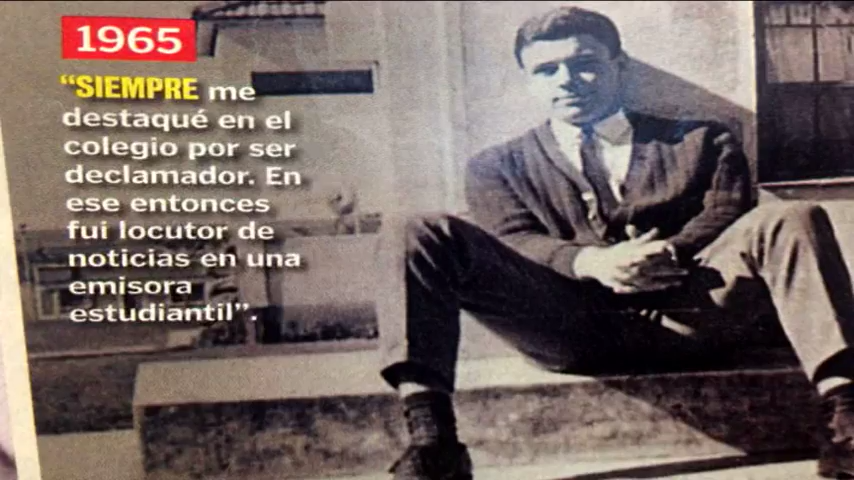 1965
“SIEMPRE me
destaqué en el
colegio por ser
declamador. En
ese entonces
fui locutor de
noticias en una
emisora
estudiantil”.